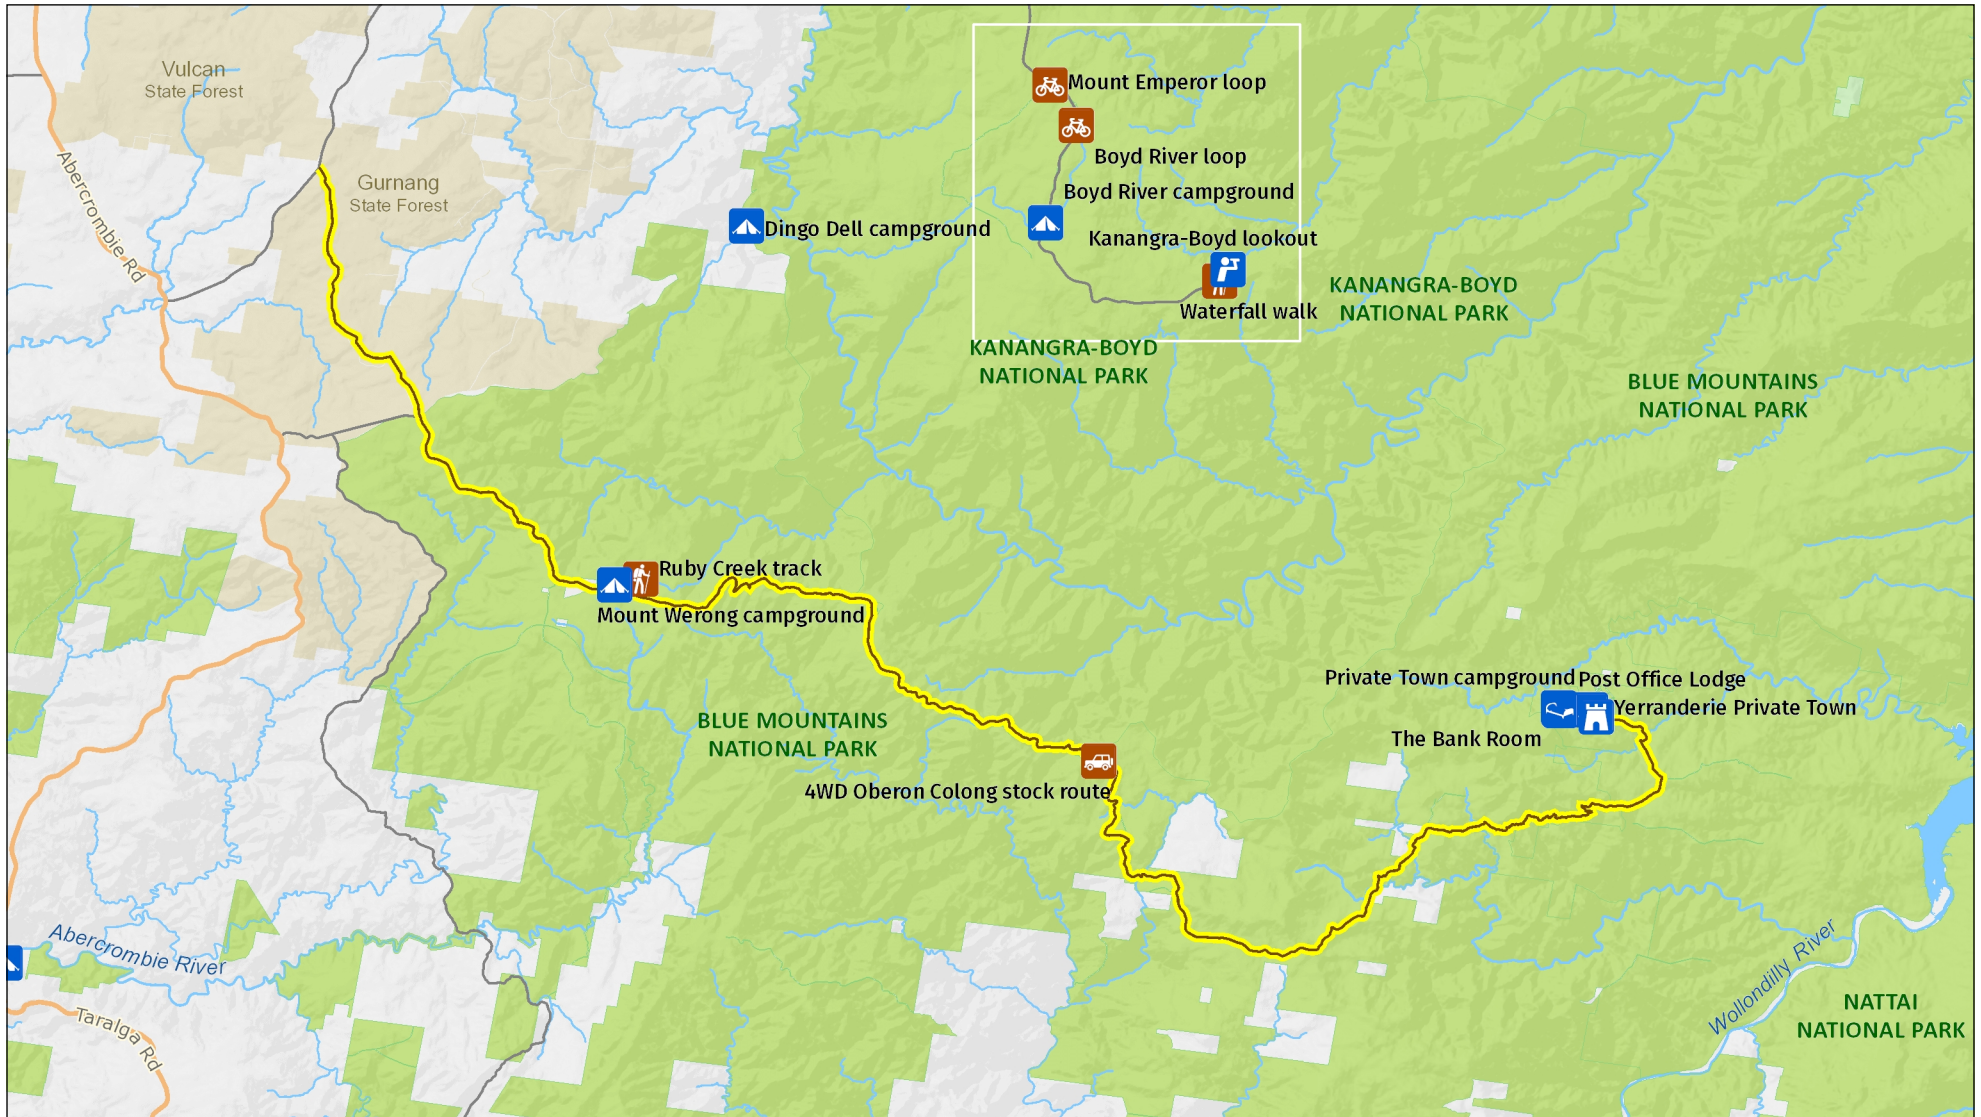 Vulcan
State Forest
Mount Emperor loop
Abercrombie Rd
Boyd River loop
Gurnang
State Forest
Boyd River campground
Dingo Dell campground
Kanangra-Boyd lookout
KANANGRA-BOYD
NATIONAL PARK
Waterfall walk
KANANGRA-BOYD
NATIONAL PARK
BLUE MOUNTAINS
NATIONAL PARK
Ruby Creek track
Mount Werong campground
Private Town campground
Post Office Lodge
Yerranderie Private Town
BLUE MOUNTAINS
NATIONAL PARK
The Bank Room
4WD Oberon Colong stock route
Abercrombie River
Wollondilly River
NATTAI
NATIONAL PARK
Taralga Rd